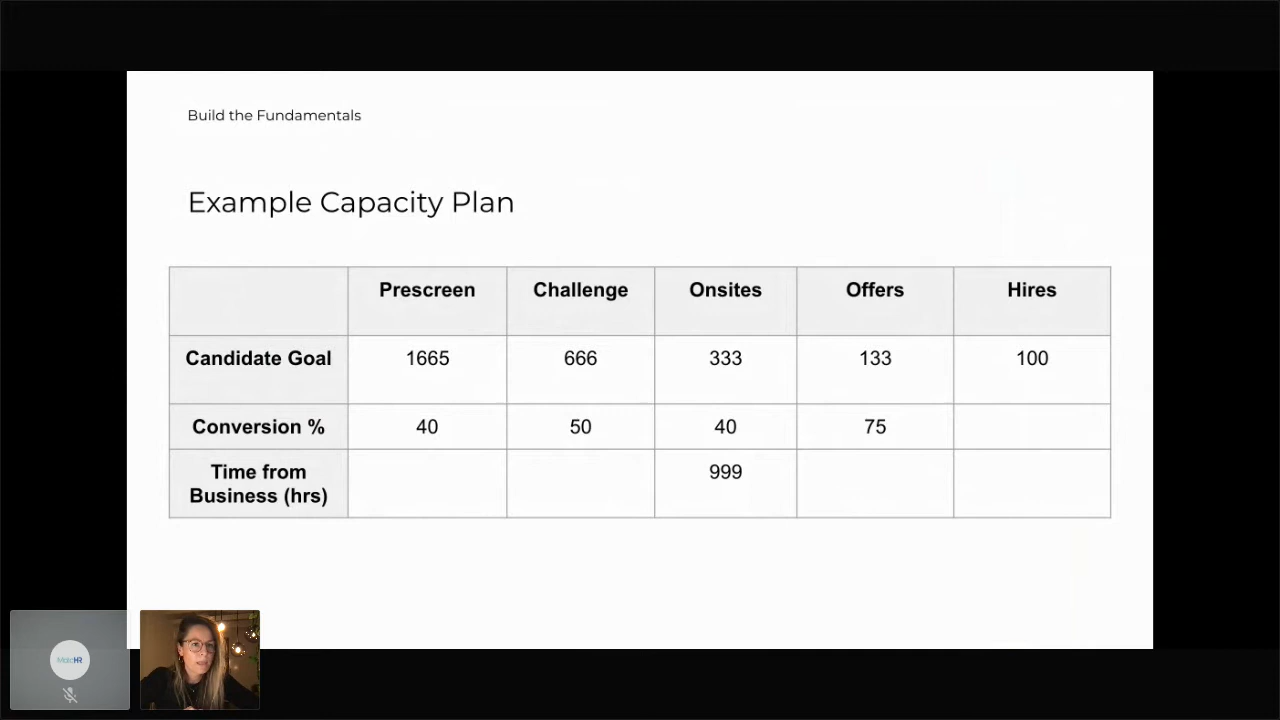 Build the Fundamentals
Example Capacity Plan
Prescreen Challenge Onsites Offers Hires
Candidate Goal 1665 666 333 133 100
Conversion % 40 50 40 75
Time from
Business (hrs) 999
MatcHR